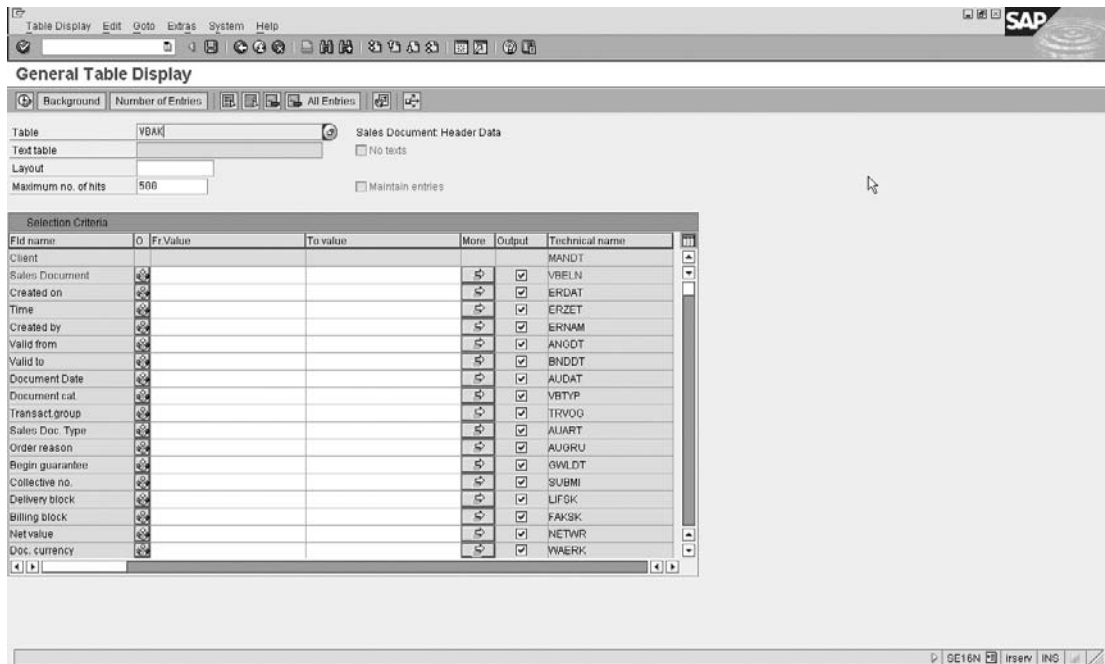 Table Display Edit Goto Extras System Help
SAP
General Table Display
Background Number of Entries All Entries
Table VBAK Sales Document: Header Data
Text table No texts
Layout
Maximum no. of hits 500 Maintain entries
Selection Criteria
Fld name O Fr.Value To value More Output Technical name
Client MANDT
Sales Document VBELN
Created on ERDAT
Time ERZET
Created by ERNAM
Valid from ANGDT
Valid to BNDDT
Document Date AUDAT
Document cat. VBTYP
Transact.group TRVOG
Sales Doc. Type AUART
Order reason AUGRU
Begin guarantee GWLDT
Collective no. SUBMI
Delivery block LIFSK
Billing block FAKSK
Net value NETWR
Doc. currency WAERK
SE16N irserv INS